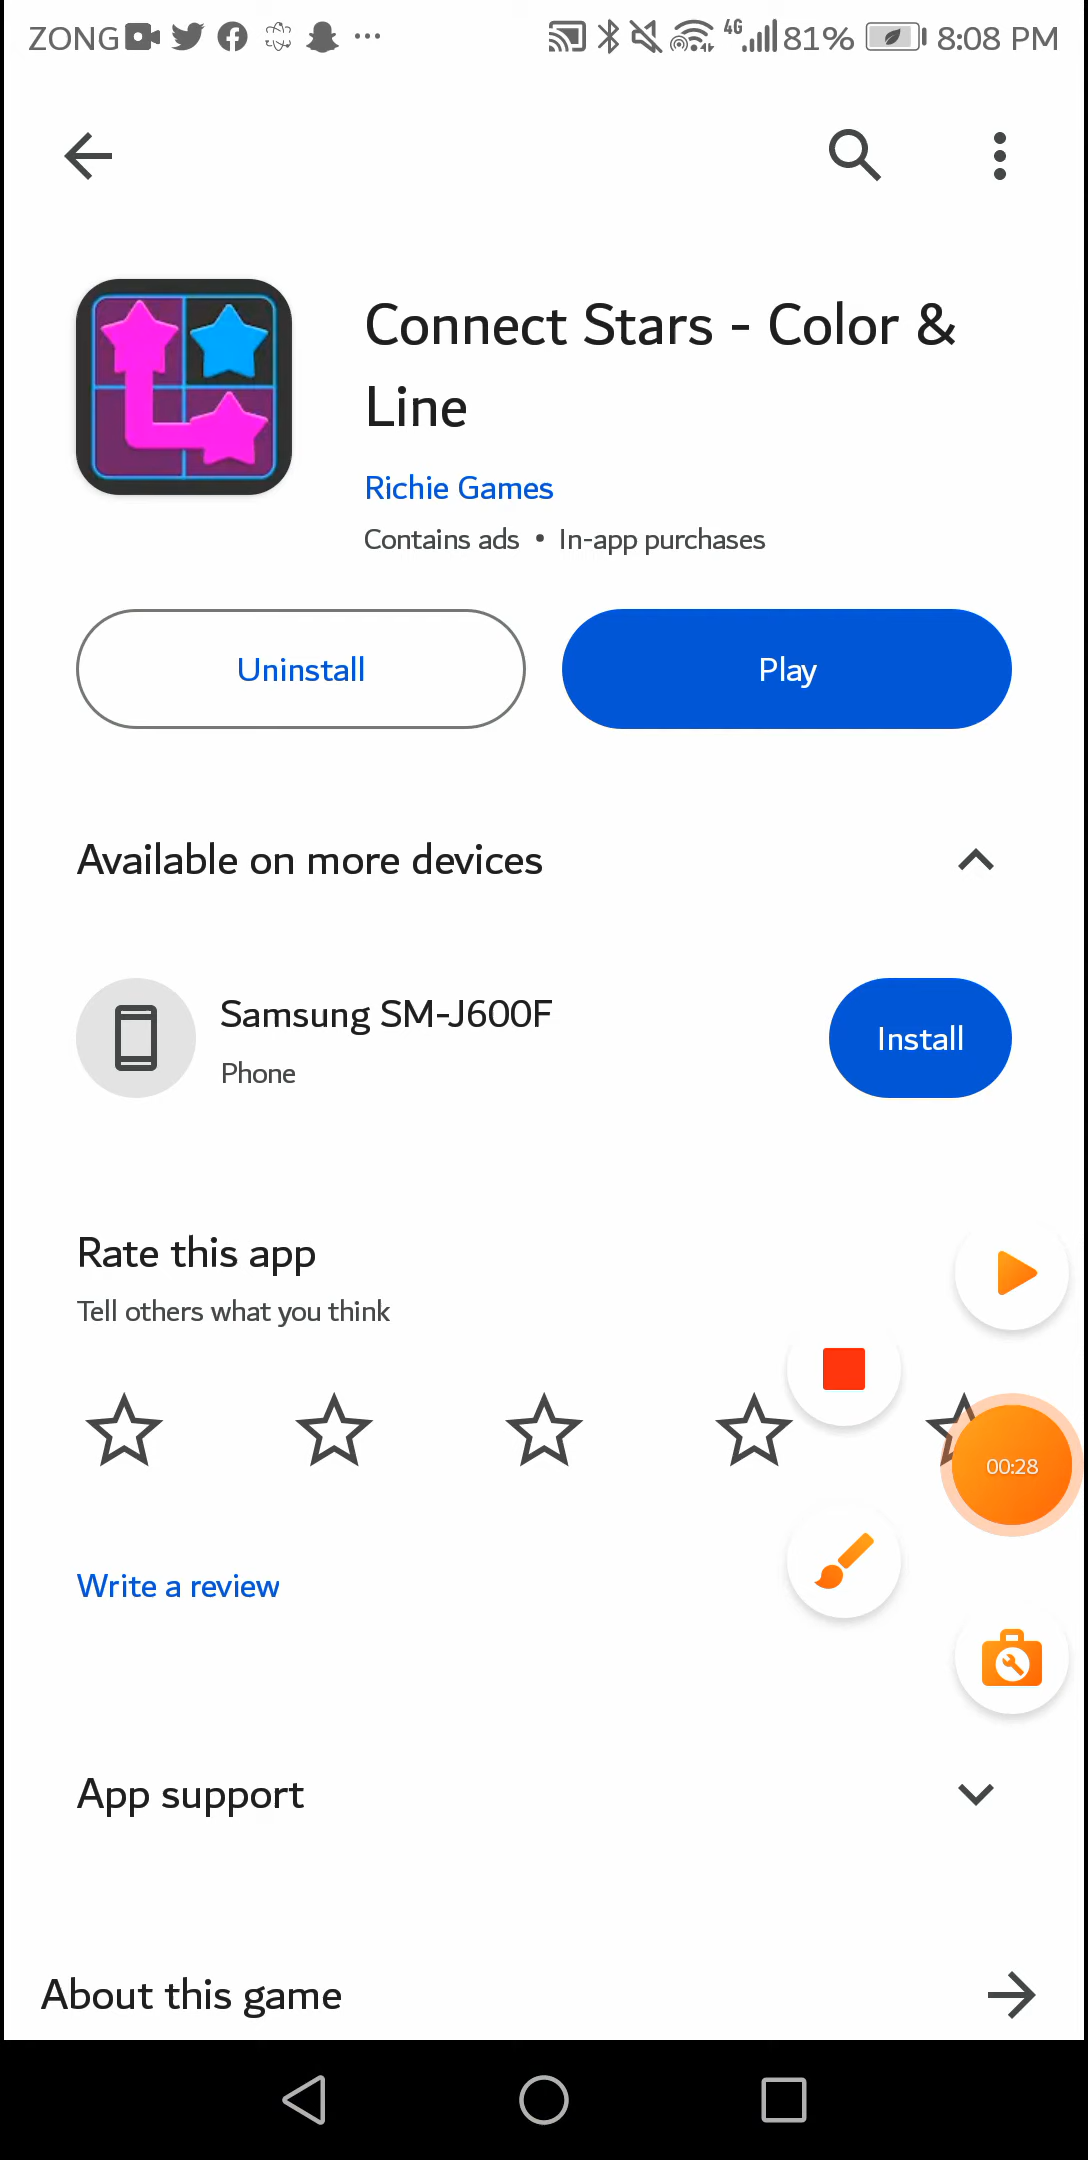 ZONG 4G 81% 8:08 PM
Connect Stars - Color &
Line
Richie Games
Contains ads • In-app purchases
Uninstall
Play
Available on more devices
Samsung SM-J600F
Phone
Install
Rate this app
Tell others what you think
00:28
Write a review
App support
About this game